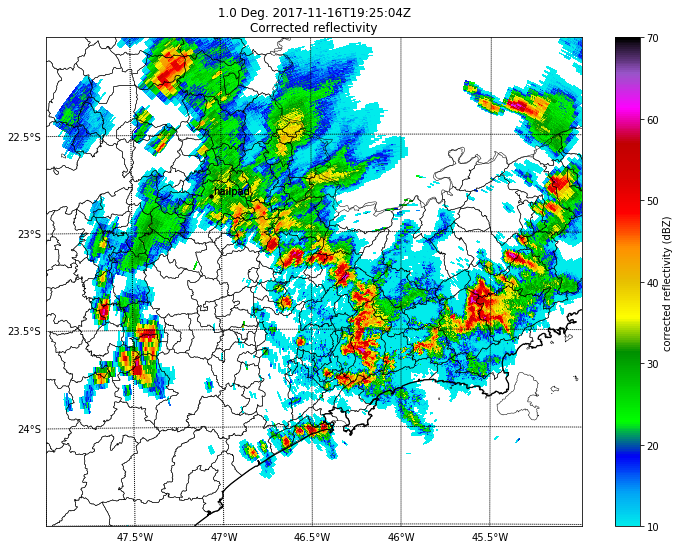 1.0 Deg. 2017-11-16T19:25:04Z
Corrected reflectivity
70
60
50
40
30
20
10
corrected reflectivity (dBZ)
22.5°S
23°S
23.5°S
24°S
hailpad
47.5°W 47°W 46.5°W 46°W 45.5°W